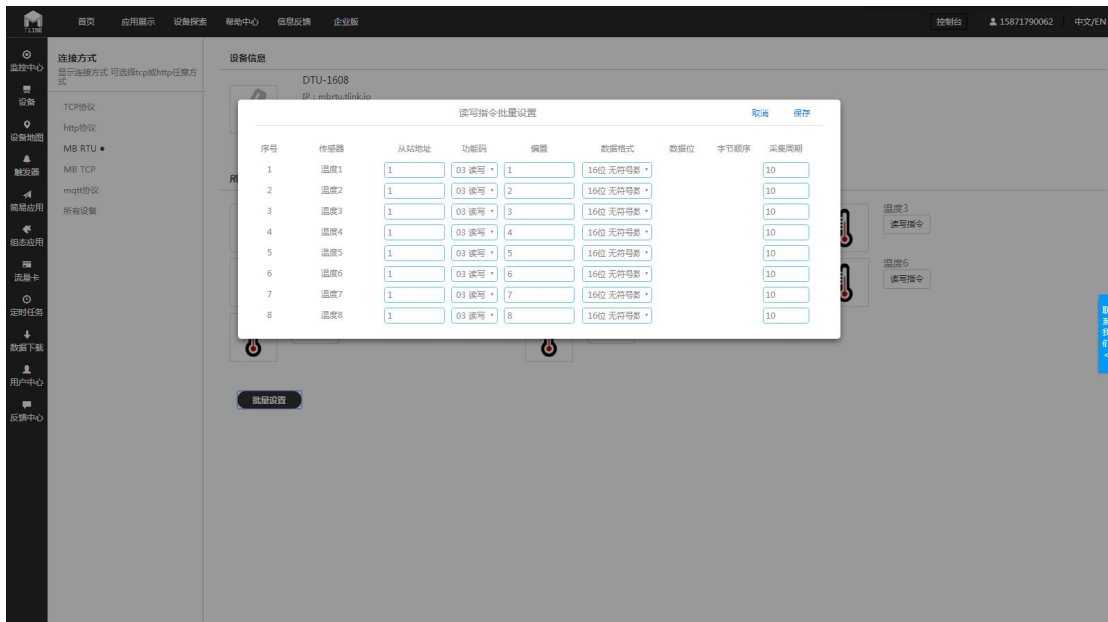 TLINK
首页 应用展示 设备探索 帮助中心 信息反馈 企业版 控制台 15871790062 中文/EN
监控中心
设备
设备地图
触发器
简易应用
组态应用
流量卡
定时任务
数据下载
用户中心
反馈中心
连接方式
显示连接方式 可选择tcp或http任意方式
TCP协议
http协议
MB RTU
MB TCP
mqtt协议
所有设备
设备信息
DTU-1608
IP : mbrtu.tlink.io
读写指令批量设置 取消 保存
序号 传感器 从站地址 功能码 偏置 数据格式 数据位 字节顺序 采集周期
1 温度1 1 03 读写 1 16位 无符号数 10
2 温度2 1 03 读写 2 16位 无符号数 10
3 温度3 1 03 读写 3 16位 无符号数 10
4 温度4 1 03 读写 4 16位 无符号数 10
5 温度5 1 03 读写 5 16位 无符号数 10
6 温度6 1 03 读写 6 16位 无符号数 10
7 温度7 1 03 读写 7 16位 无符号数 10
8 温度8 1 03 读写 8 16位 无符号数 10
所
温度3
读写指令
温度6
读写指令
批量设置